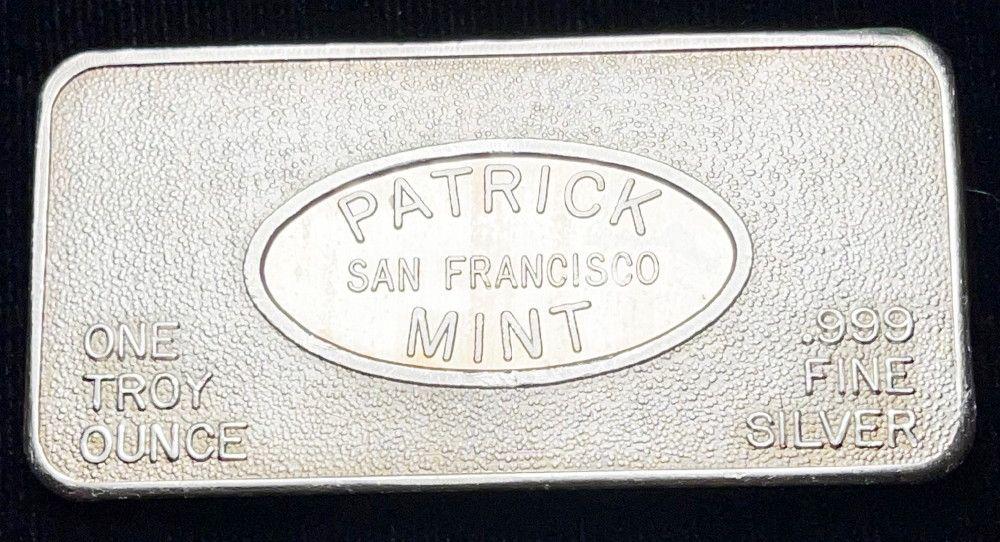 PATRICK
SAN FRANCISCO
MINT
ONE
TROY
OUNCE
.999
FINE
SILVER